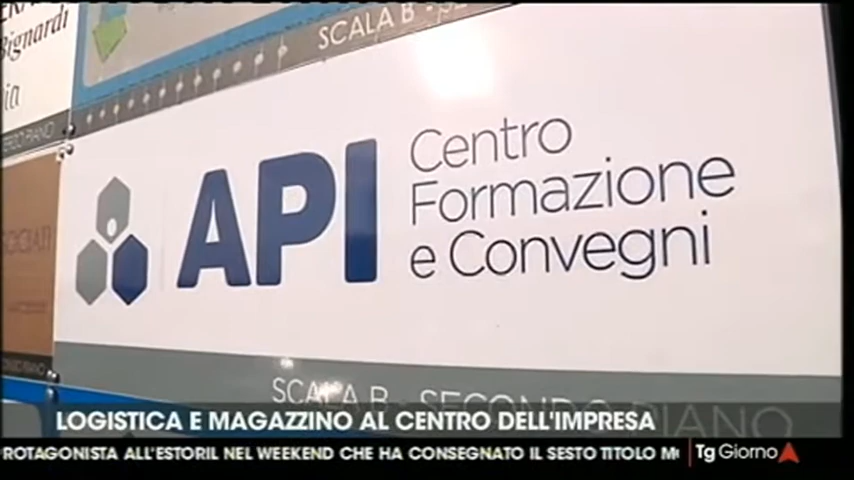 Bignardi
SCALA B -
API
Centro
Formazione
e Convegni
SCALA B - SECONDO PIANO
LOGISTICA E MAGAZZINO AL CENTRO DELL'IMPRESA
ROTAGONISTA ALL'ESTORIL NEL WEEKEND CHE HA CONSEGNATO IL SESTO TITOLO
Tg Giorno